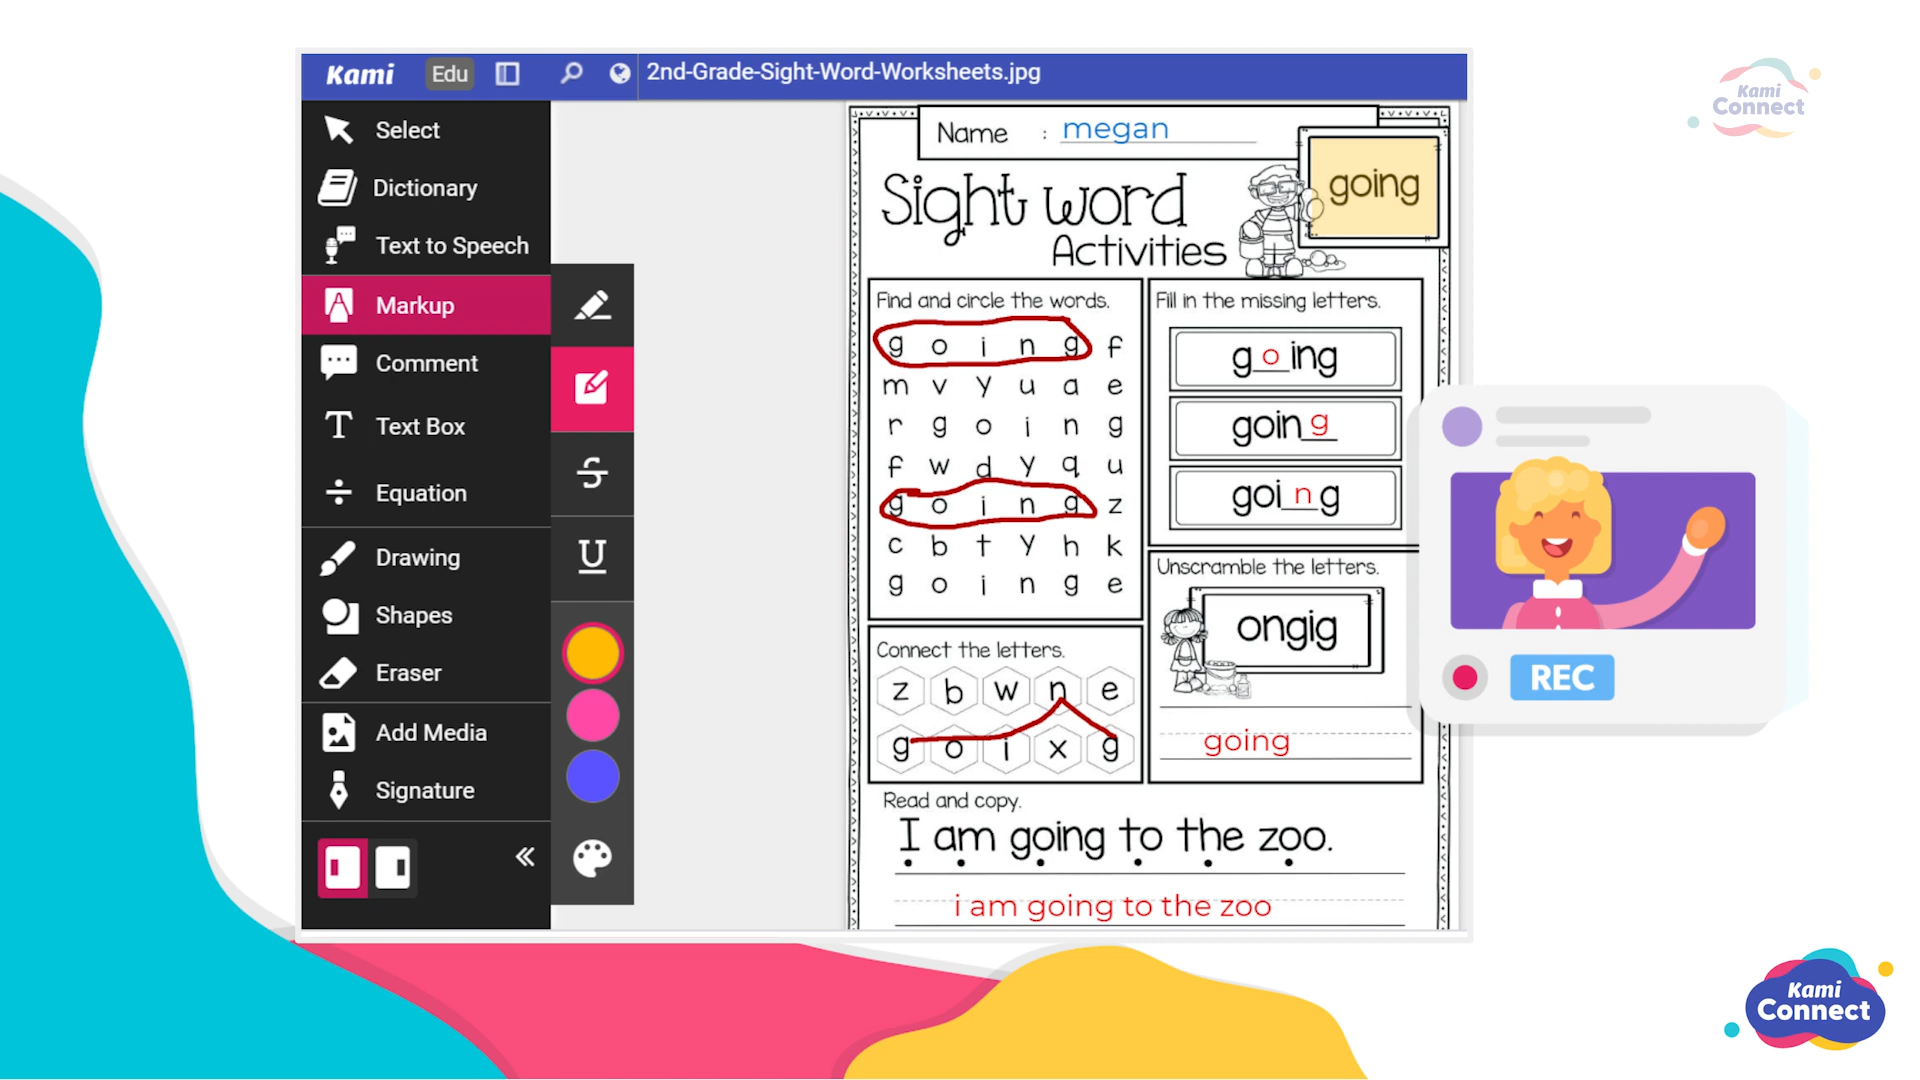 Kami Edu 2nd-Grade-Sight-Word-Worksheets.jpg
Kami
Connect
Select
Dictionary
Text to Speech
Markup
Comment
Text Box
Equation
Drawing
Shapes
Eraser
Add Media
Signature
Name : megan
going
Sight word
Activities
Find and circle the words.
g o i n g f
m v y u a e
r g o i n g
f w d y q u
g o i n g z
c b t y h k
g o i n g e
Fill in the missing letters.
going
going
going
Connect the letters.
z b w n e
g o i x g
Unscramble the letters.
ongig
going
Read and copy.
I am going to the zoo.
i am going to the zoo
REC
Kami
Connect